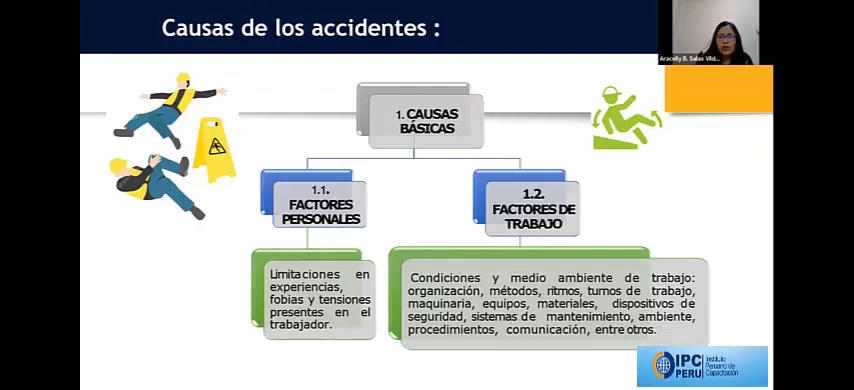 Causas de los accidentes :
Aracelly B. Salas Vild...
1. CAUSAS
BÁSICAS
1.1.
FACTORES
PERSONALES
1.2.
FACTORES DE
TRABAJO
Limitaciones en
experiencias,
fobias y tensiones
presentes en el
trabajador.
Condiciones y medio ambiente de trabajo:
organización, métodos, ritmos, turnos de trabajo,
maquinaria, equipos, materiales, dispositivos de
seguridad, sistemas de mantenimiento, ambiente,
procedimientos, comunicación, entre otros.
IPC
PERU
Instituto
Peruano de
Capacitación